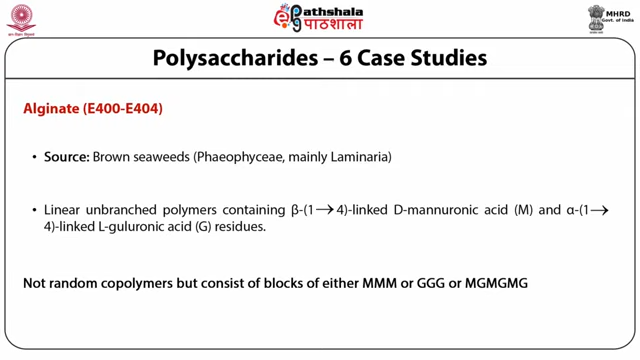 ePathshala
पाठशाला
MHRD
Govt. of India
Polysaccharides – 6 Case Studies
Alginate (E400-E404)
• Source: Brown seaweeds (Phaeophyceae, mainly Laminaria)
• Linear unbranched polymers containing β-(1→ 4)-linked D-mannuronic acid (M) and α-(1→
4)-linked L-guluronic acid (G) residues.
Not random copolymers but consist of blocks of either MMM or GGG or MGMGMG